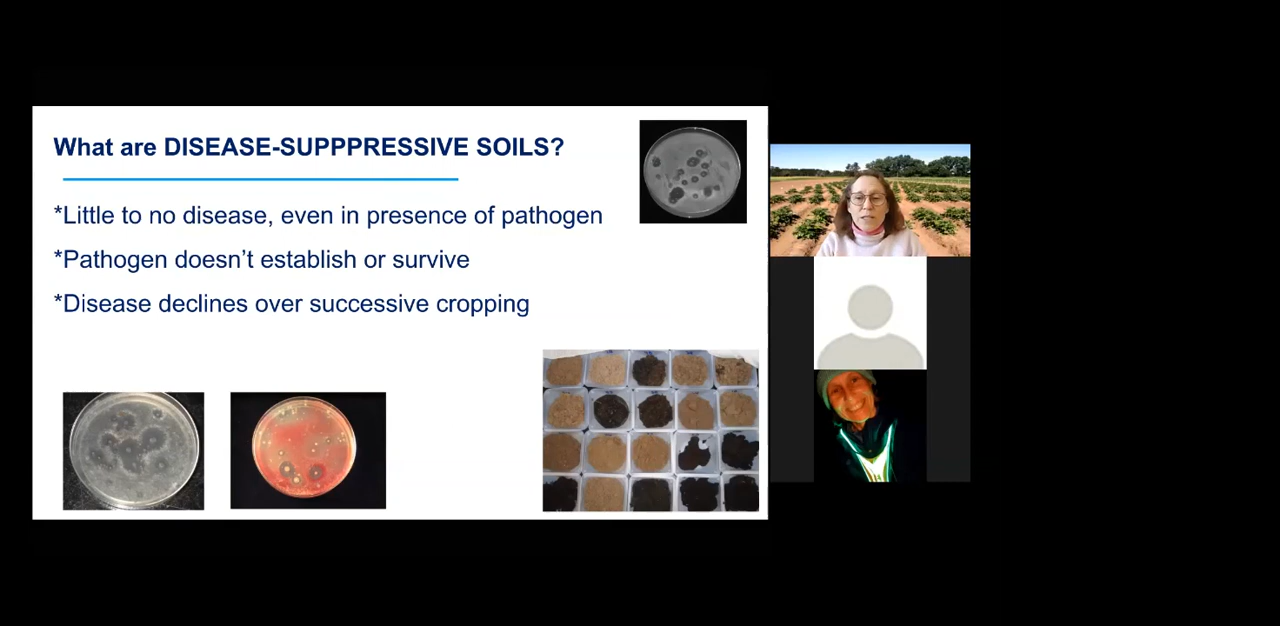 What are DISEASE-SUPPPRESSIVE SOILS?
*Little to no disease, even in presence of pathogen
*Pathogen doesn't establish or survive
*Disease declines over successive cropping